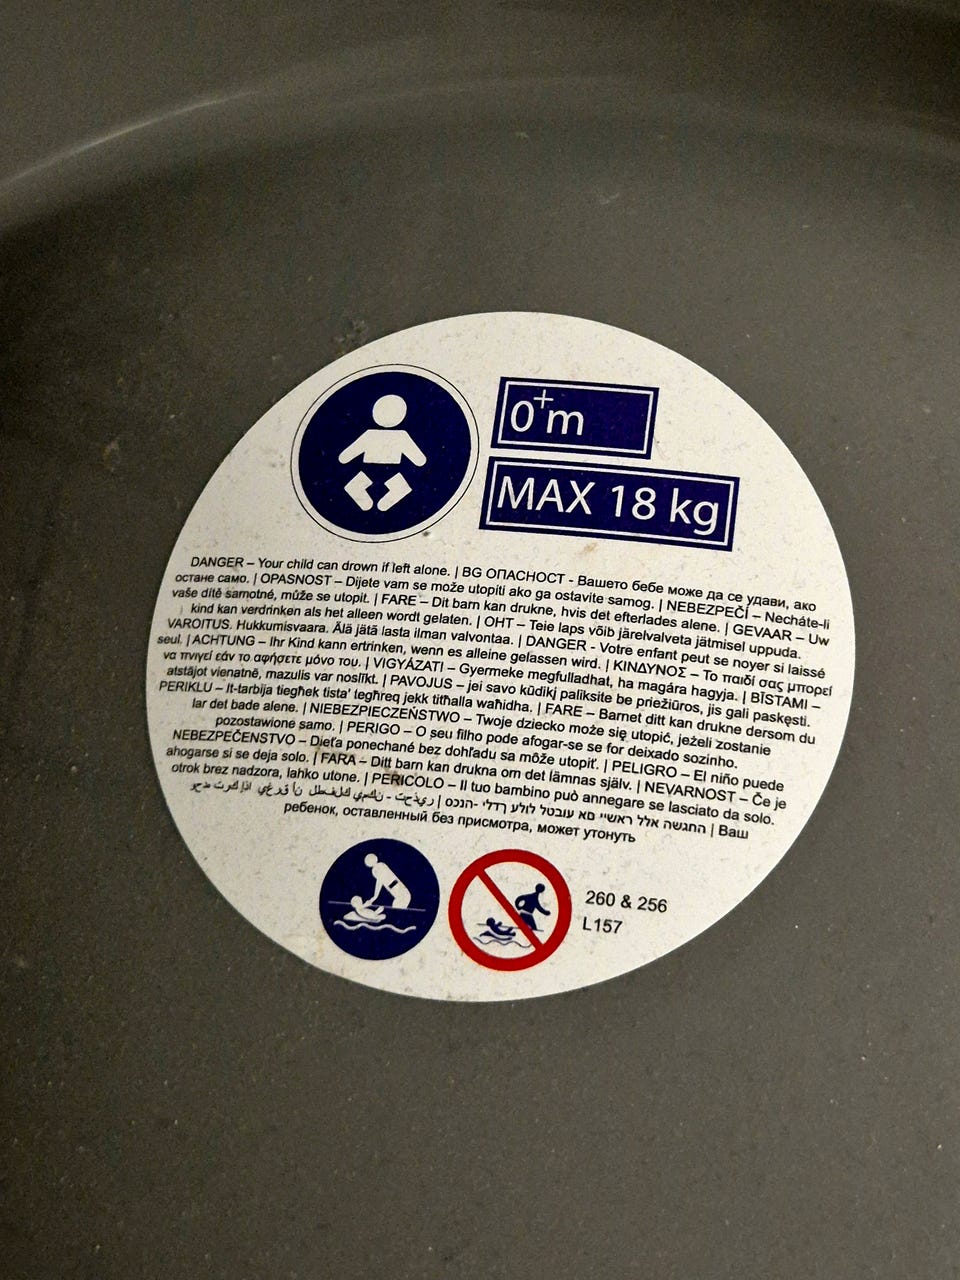 0+m
MAX 18 kg
DANGER – Your child can drown if left alone. | BG ОПАСНОСТ - Вашето бебе може да се удави, ако
остане само. | OPASNOST – Dijete vam se može utopiti ako ga ostavite samog. | NEBEZPEČÍ – Necháte-li
vaše dítě samotné, může se utopit. | FARE – Dit barn kan drukne, hvis det efterlades alene. | GEVAAR – Uw
kind kan verdrinken als het alleen wordt gelaten. | OHT – Teie laps võib järelvalveta jätmisel uppuda.
VAROITUS. Hukkumisvaara. Älä jätä lasta ilman valvontaa. | DANGER - Votre enfant peut se noyer si laissé
seul. | ACHTUNG – Ihr Kind kann ertrinken, wenn es alleine gelassen wird. | ΚΙΝΔΥΝΟΣ – Το παιδί σας μπορεί
να πνιγεί εάν το αφήσετε μόνο του. | VIGYÁZATI – Gyermeke megfulladhat, ha magára hagyja. | BĪSTAMI –
atstājot vienatnē, mazulis var noslīkt. | PAVOJUS – jei savo kūdikį paliksite be priežiūros, jis gali paskęsti.
PERIKLU – It-tarbija tiegħek tista' tegħreq jekk titħalla waħidha. | FARE – Barnet ditt kan drukne dersom du
lar det bade alene. | NIEBEZPIECZEŃSTWO – Twoje dziecko może się utopić, jeżeli zostanie
pozostawione samo. | PERIGO – O seu filho pode afogar-se se for deixado sozinho.
NEBEZPEČENSTVO – Dieťa ponechané bez dohľadu sa môže utopiť. | PELIGRO – El niño puede
ahogarse si se deja solo. | FARA – Ditt barn kan drukna om det lämnas själv. | NEVARNOST – Če je
otrok brez nadzora, lahko utone. | PERICOLO – Il tuo bambino può annegare se lasciato da solo.
| Ваш
ребенок, оставленный без присмотра, может утонуть
260 & 256
L157